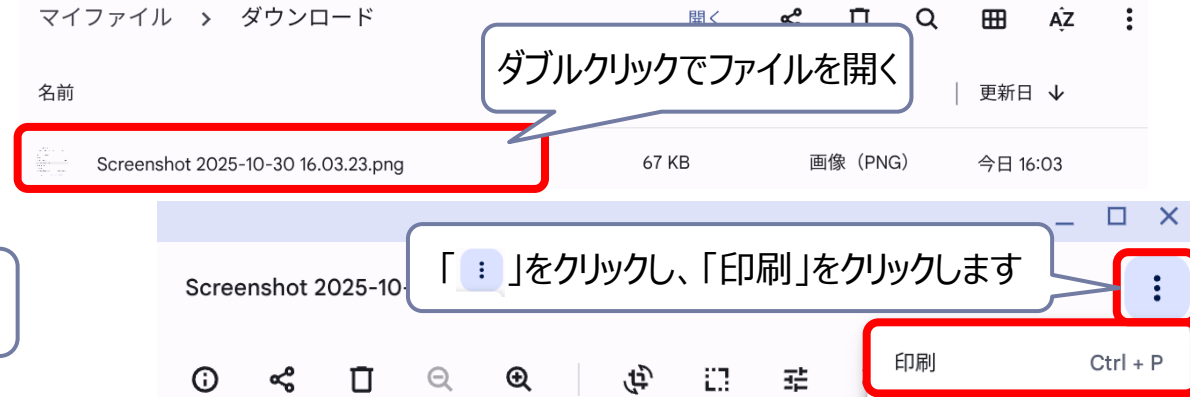 マイファイル > ダウンロード 開く AZ
ダブルクリックでファイルを開く
名前 更新日
Screenshot 2025-10-30 16.03.23.png 67 KB 画像（PNG） 今日 16:03
「 」をクリックし、「印刷」をクリックします
Screenshot 2025-10-
印刷 Ctrl + P